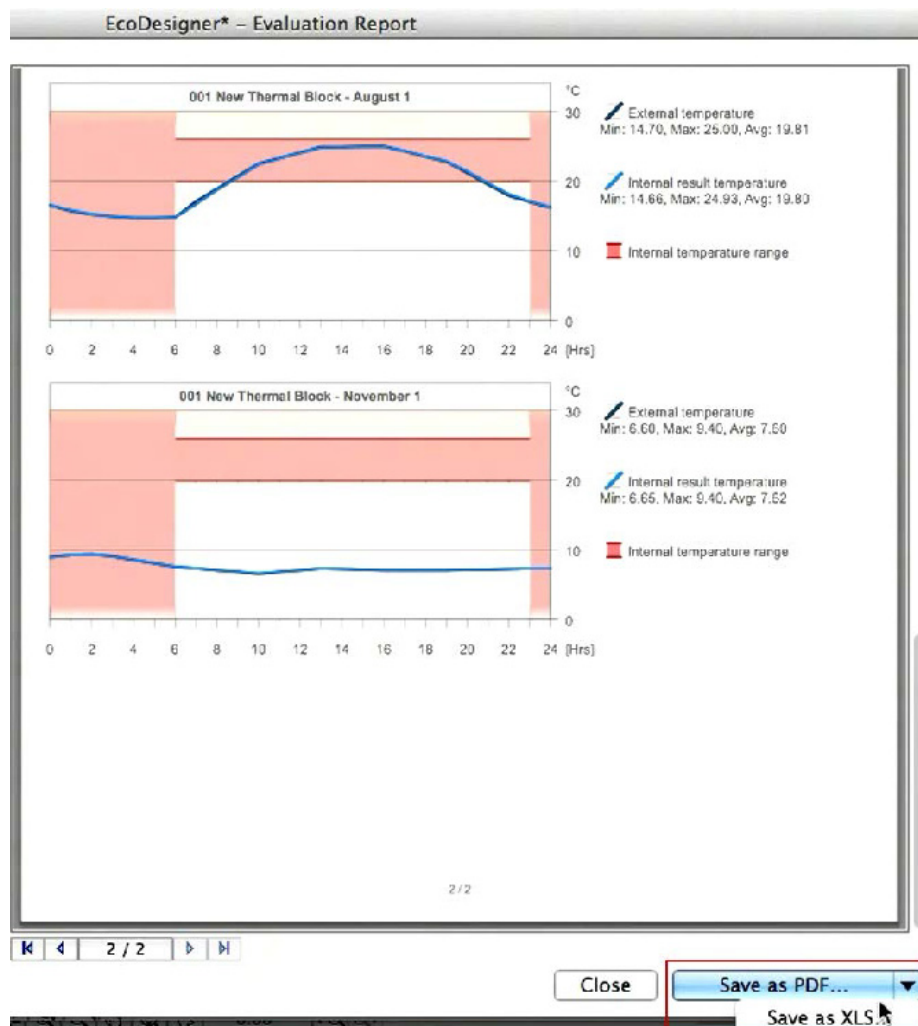 EcoDesigner* – Evaluation Report
001 New Thermal Block - August 1
°C
30
20
10
0
0 2 4 6 8 10 12 14 16 18 20 22 24 [Hrs]
External temperature
Min: 14.70, Max: 25.00, Avg: 19.81
Internal result temperature
Min: 14.66, Max: 24.93, Avg: 19.80
Internal temperature range
001 New Thermal Block - November 1
°C
30
20
10
0
0 2 4 6 8 10 12 14 16 18 20 22 24 [Hrs]
External temperature
Min: 6.60, Max: 9.40, Avg: 7.60
Internal result temperature
Min: 6.65, Max: 9.40, Avg: 7.62
Internal temperature range
2 / 2
2 / 2
Close
Save as PDF...
Save as XLS